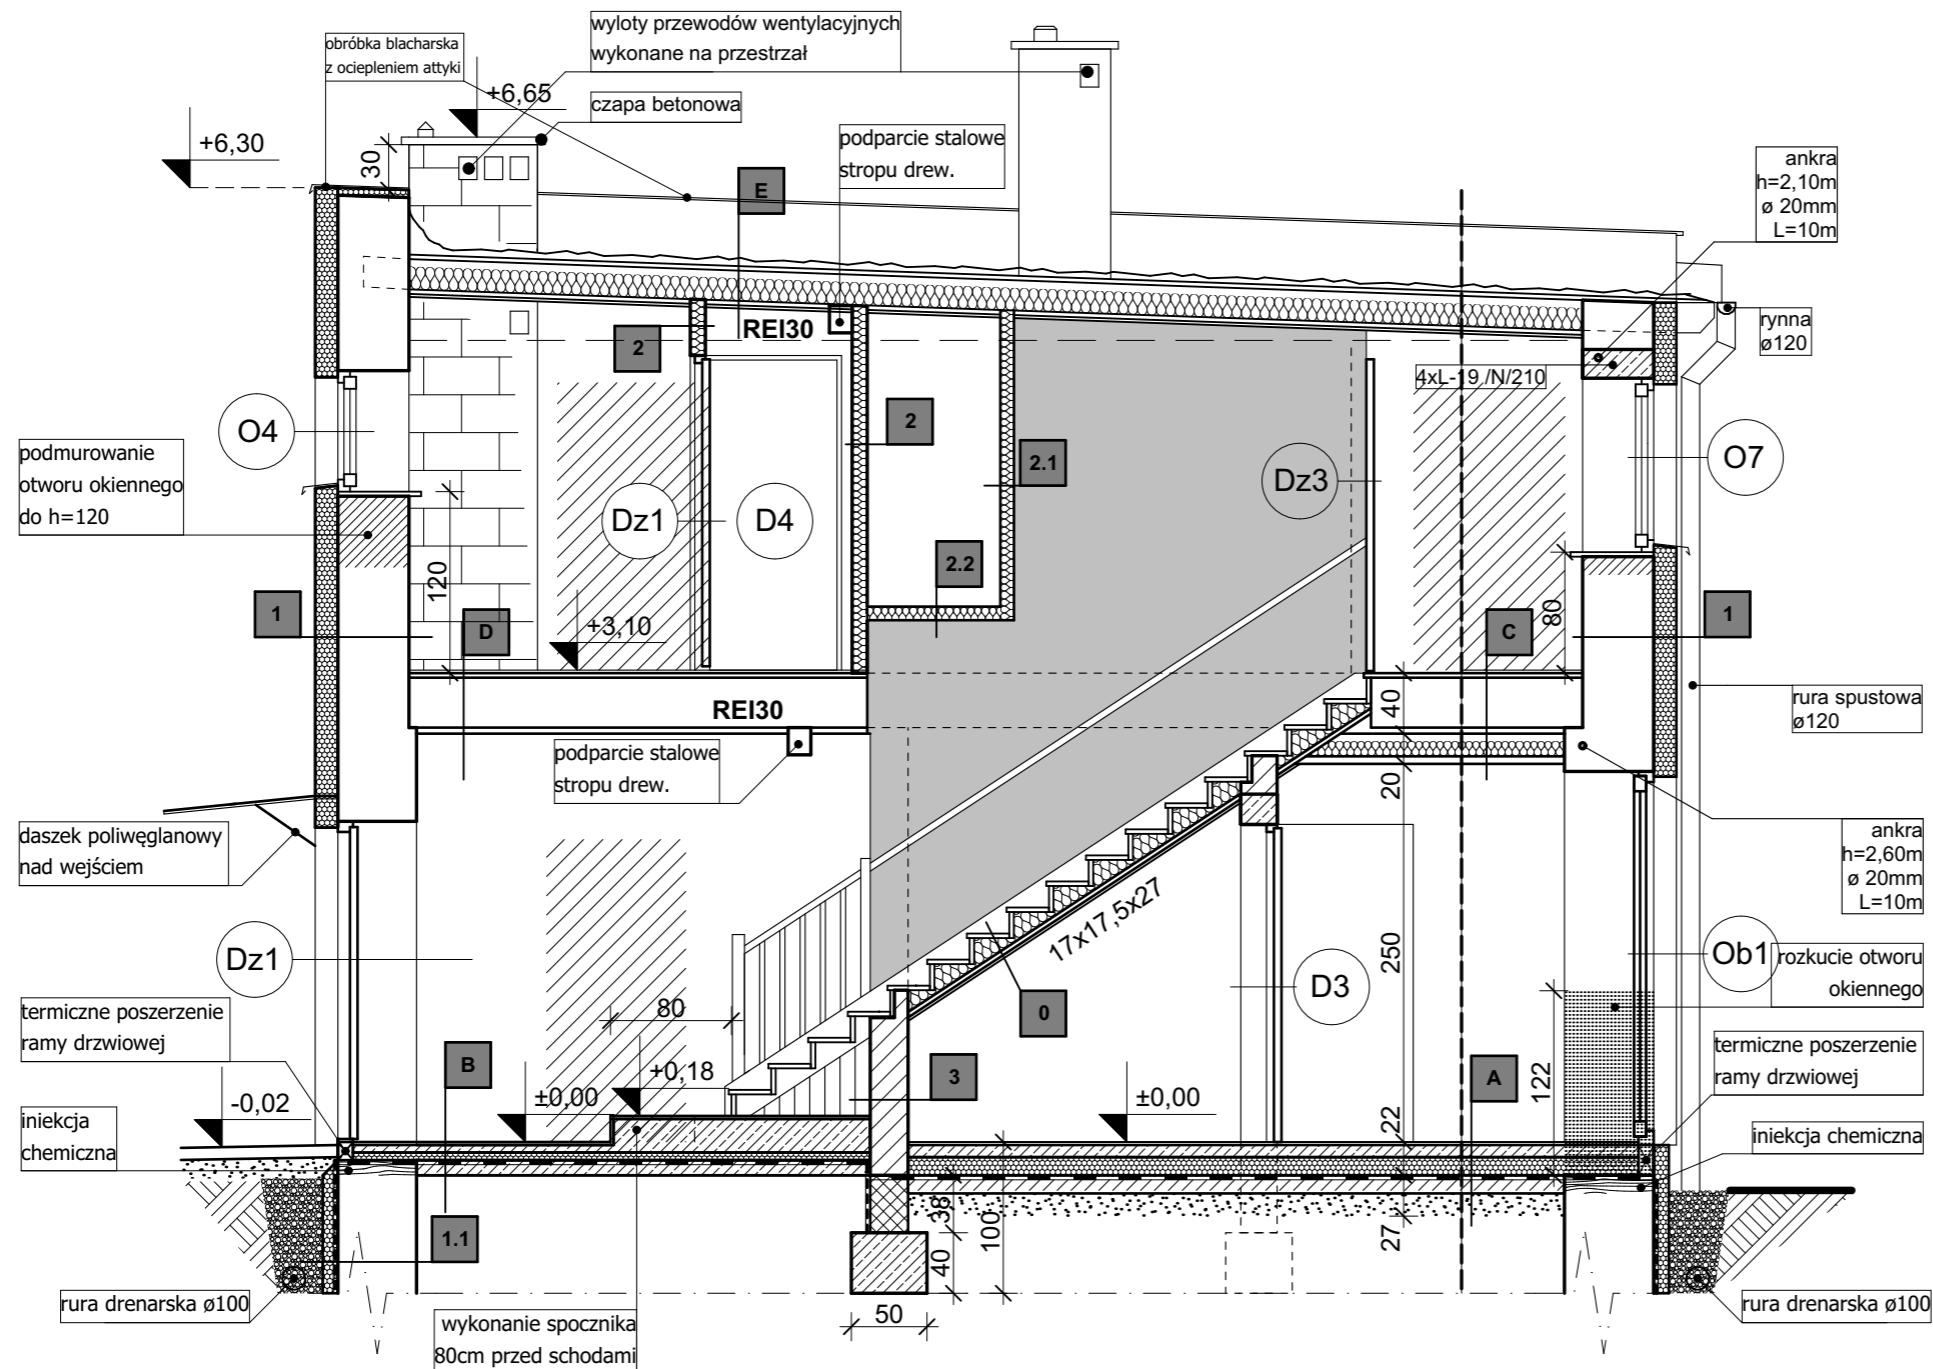 wyloty przewodów wentylacyjnych
wykonane na przestrzał
obróbka blacharska
z ociepleniem attyki
+6,65
czapa betonowa
+6,30
30
podparcie stalowe
stropu drew.
ankra
h=2,10m
ø 20mm
L=10m
E
REI30
2
rynna
ø120
4xL-19 /N/210
O4
2
2.1
Dz3
O7
podmurowanie
otworu okiennego
do h=120
Dz1
D4
2.2
120
1
D
+3,10
C
80
1
REI30
40
rura spustowa
ø120
podparcie stalowe
stropu drew.
20
daszek poliwęglanowy
nad wejściem
ankra
h=2,60m
ø 20mm
L=10m
17x17,5x27
Dz1
250
Ob1
rozkucie otworu
okiennego
D3
termiczne poszerzenie
ramy drzwiowej
80
0
B
+0,18
3
A
122
termiczne poszerzenie
ramy drzwiowej
-0,02
±0,00
±0,00
22
iniekcja
chemiczna
iniekcja chemiczna
38
100
27
1.1
40
rura drenarska ø100
50
rura drenarska ø100
wykonanie spocznika
80cm przed schodami